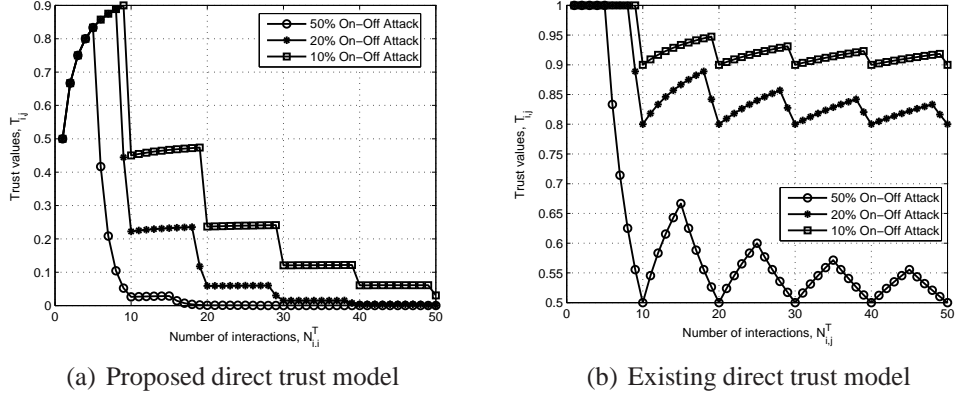 0.9
0.8
0.7
0.6
0.5
0.4
0.3
0.2
0.1
0
Trust values, T_{i,j}
50% On−Off Attack
20% On−Off Attack
10% On−Off Attack
0 10 20 30 40 50
Number of interactions, N^T_{i,j}
(a) Proposed direct trust model
1
0.95
0.9
0.85
0.8
0.75
0.7
0.65
0.6
0.55
0.5
Trust values, T_{i,j}
50% On−Off Attack
20% On−Off Attack
10% On−Off Attack
0 10 20 30 40 50
Number of interactions, N^T_{i,j}
(b) Existing direct trust model